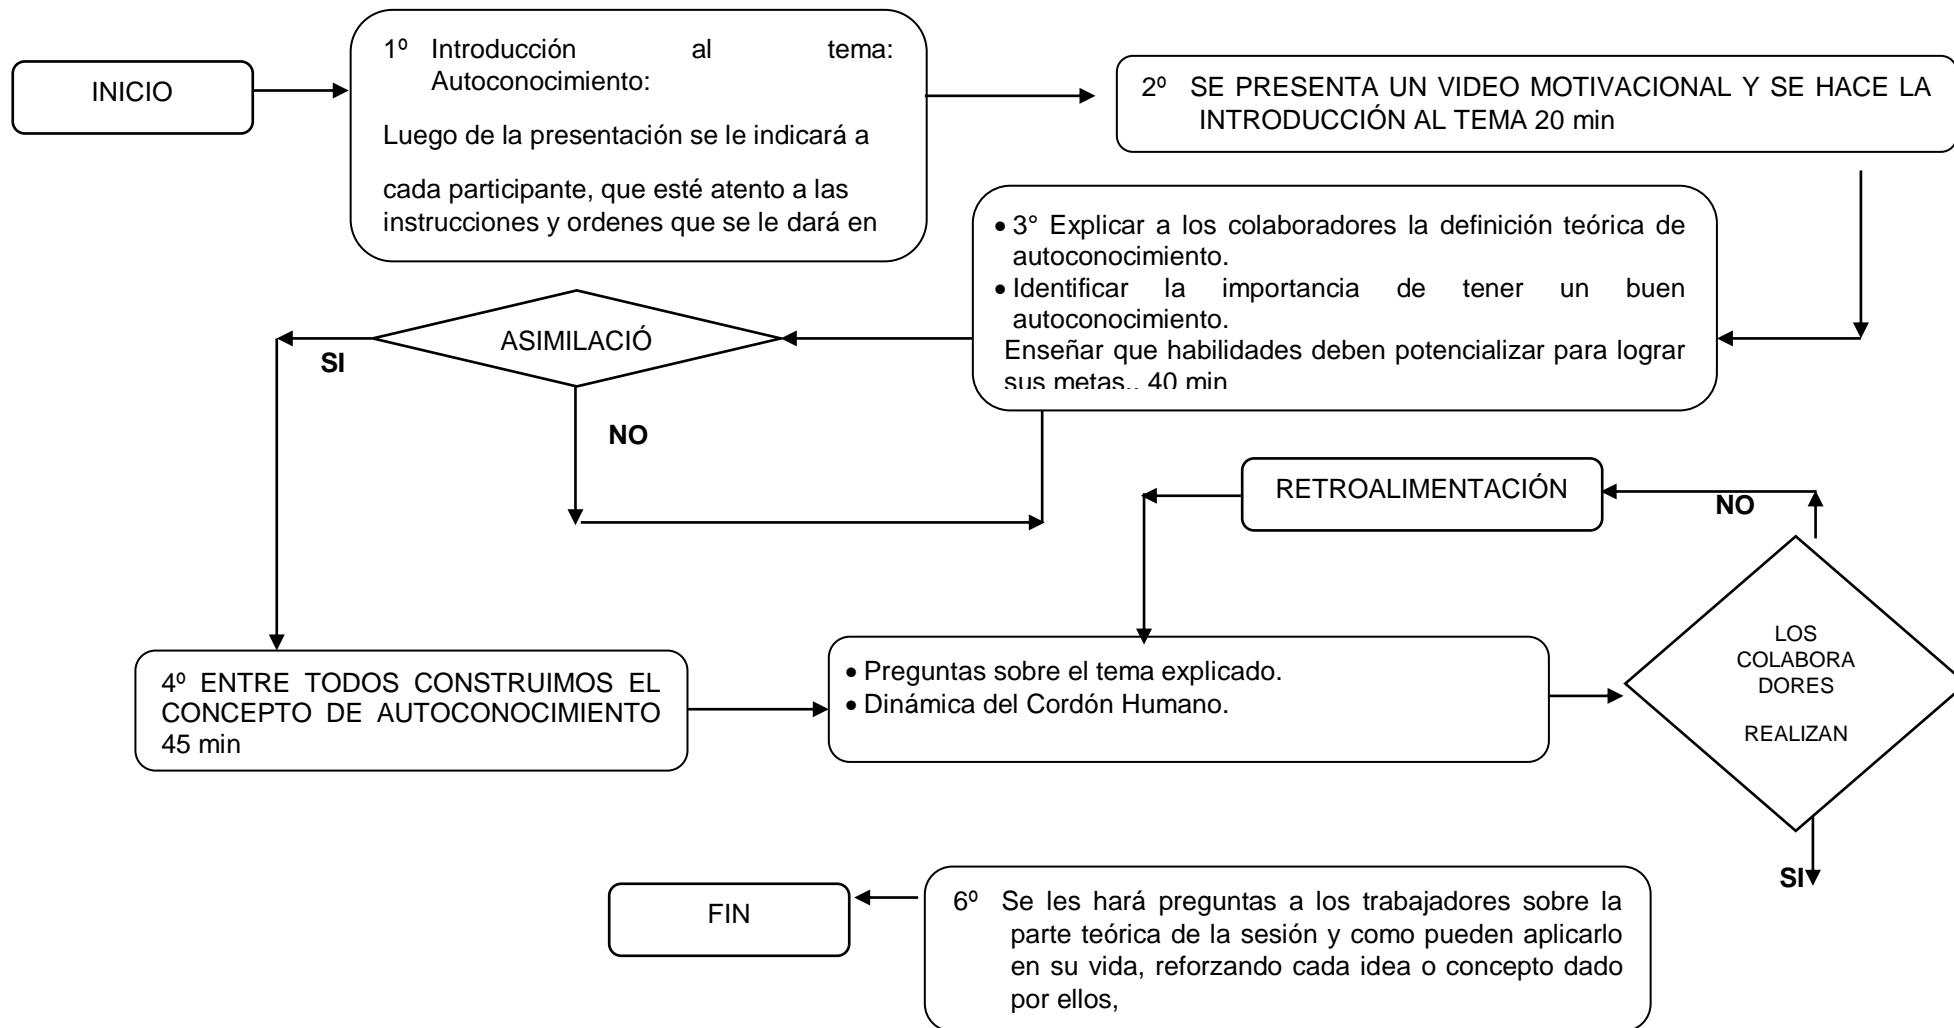 INICIO
1º Introducción al tema:
Autoconocimiento:
Luego de la presentación se le indicará a
cada participante, que esté atento a las
instrucciones y ordenes que se le dará en
2º SE PRESENTA UN VIDEO MOTIVACIONAL Y SE HACE LA
INTRODUCCIÓN AL TEMA 20 min
• 3° Explicar a los colaboradores la definición teórica de
autoconocimiento.
• Identificar la importancia de tener un buen
autoconocimiento.
Enseñar que habilidades deben potencializar para lograr
sus metas.. 40 min
ASIMILACIÓ
SI
NO
RETROALIMENTACIÓN
NO
4º ENTRE TODOS CONSTRUIMOS EL
CONCEPTO DE AUTOCONOCIMIENTO
45 min
• Preguntas sobre el tema explicado.
• Dinámica del Cordón Humano.
LOS
COLABORA
DORES
REALIZAN
SI
6º Se les hará preguntas a los trabajadores sobre la
parte teórica de la sesión y como pueden aplicarlo
en su vida, reforzando cada idea o concepto dado
por ellos,
FIN